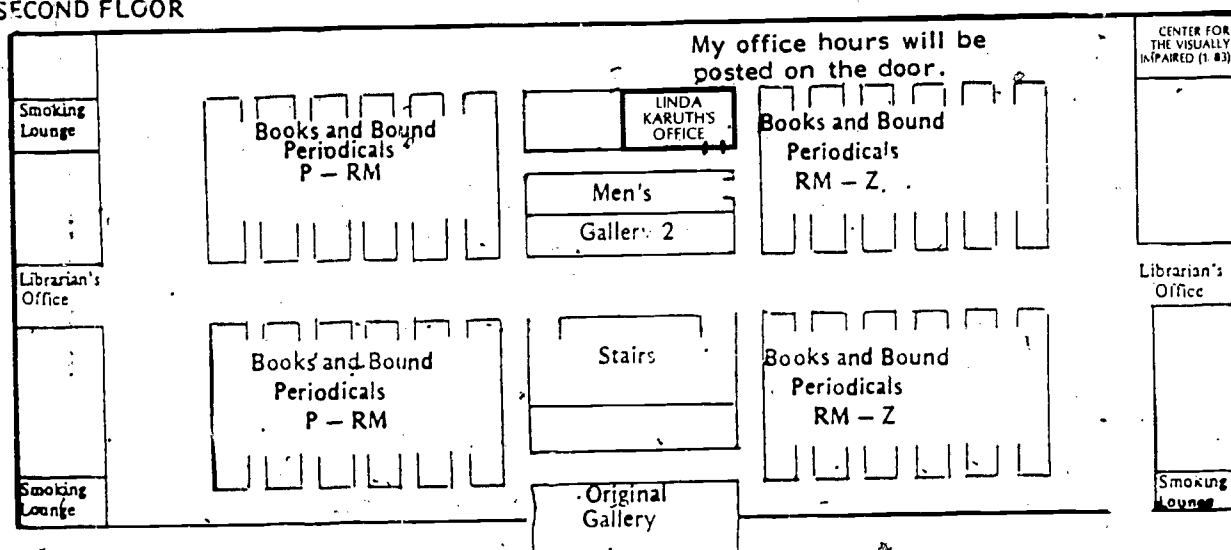 SECOND FLOOR
My office hours will be
posted on the door.
CENTER FOR
THE VISUALLY
IMPAIRED (1. 83)
Smoking
Lounge
Books and Bound
Periodicals
P — RM
LINDA
KARUTH'S
OFFICE
Books and Bound
Periodicals
RM — Z
Men's
Gallery 2
Librarian's
Office
Librarian's
Office
Books and Bound
Periodicals
P — RM
Stairs
Books and Bound
Periodicals
RM — Z
Smoking
Lounge
Original
Gallery
Smoking
Lounge